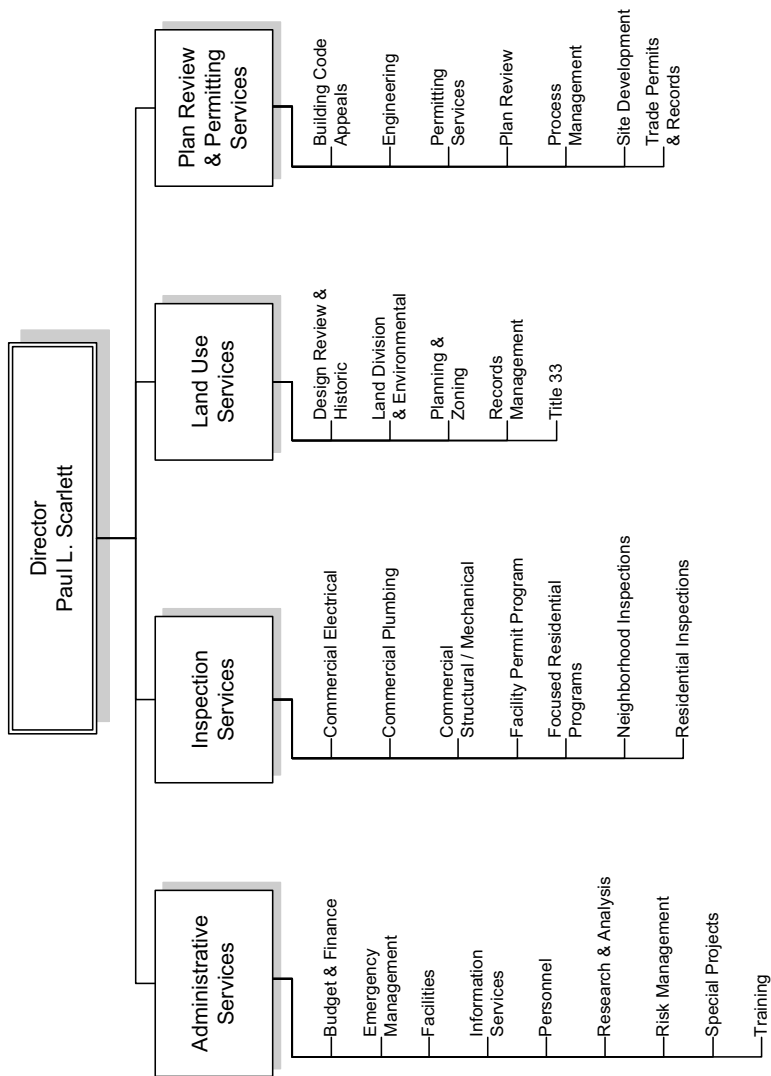 Director
Paul L. Scarlett
Administrative
Services
Budget & Finance
Emergency
Management
Facilities
Information
Services
Personnel
Research & Analysis
Risk Management
Special Projects
Training
Inspection
Services
Commercial Electrical
Commercial Plumbing
Commercial
Structural / Mechanical
Facility Permit Program
Focused Residential
Programs
Neighborhood Inspections
Residential Inspections
Land Use
Services
Design Review &
Historic
Land Division
& Environmental
Planning &
Zoning
Records
Management
Title 33
Plan Review
& Permitting
Services
Building Code
Appeals
Engineering
Permitting
Services
Plan Review
Process
Management
Site Development
Trade Permits
& Records